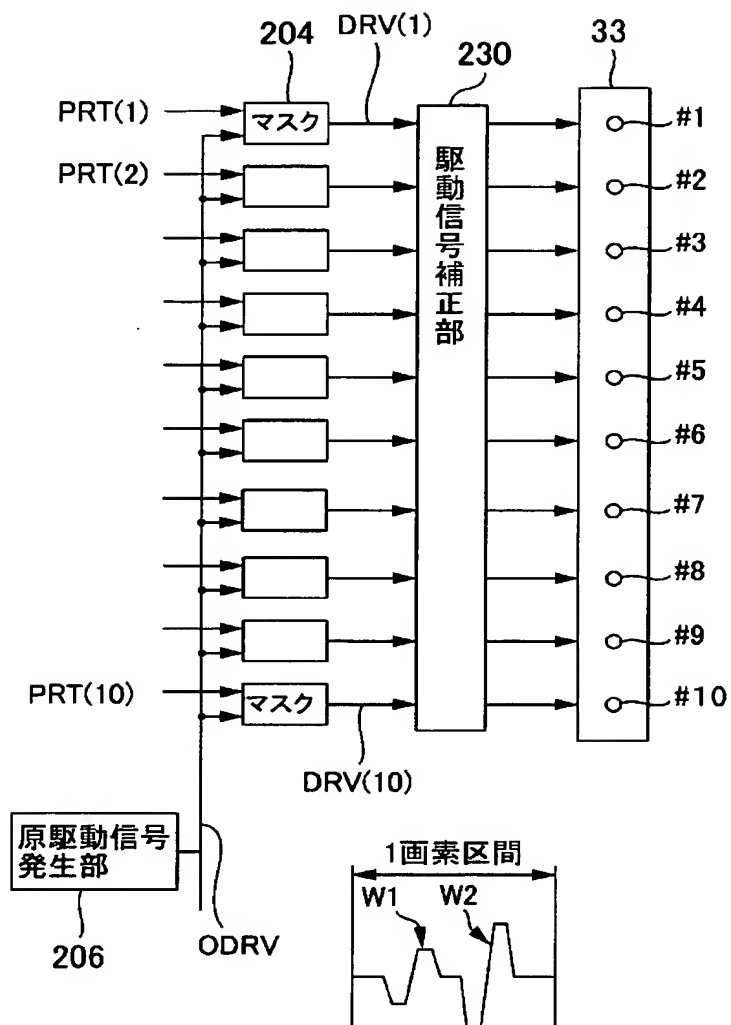 204
DRV(1)
230
33
PRT(1)
マスク
#1
PRT(2)
#2
駆動信号補正部
#3
#4
#5
#6
#7
#8
#9
PRT(10)
マスク
#10
DRV(10)
原駆動信号
発生部
206
ODRV
1画素区間
W1
W2